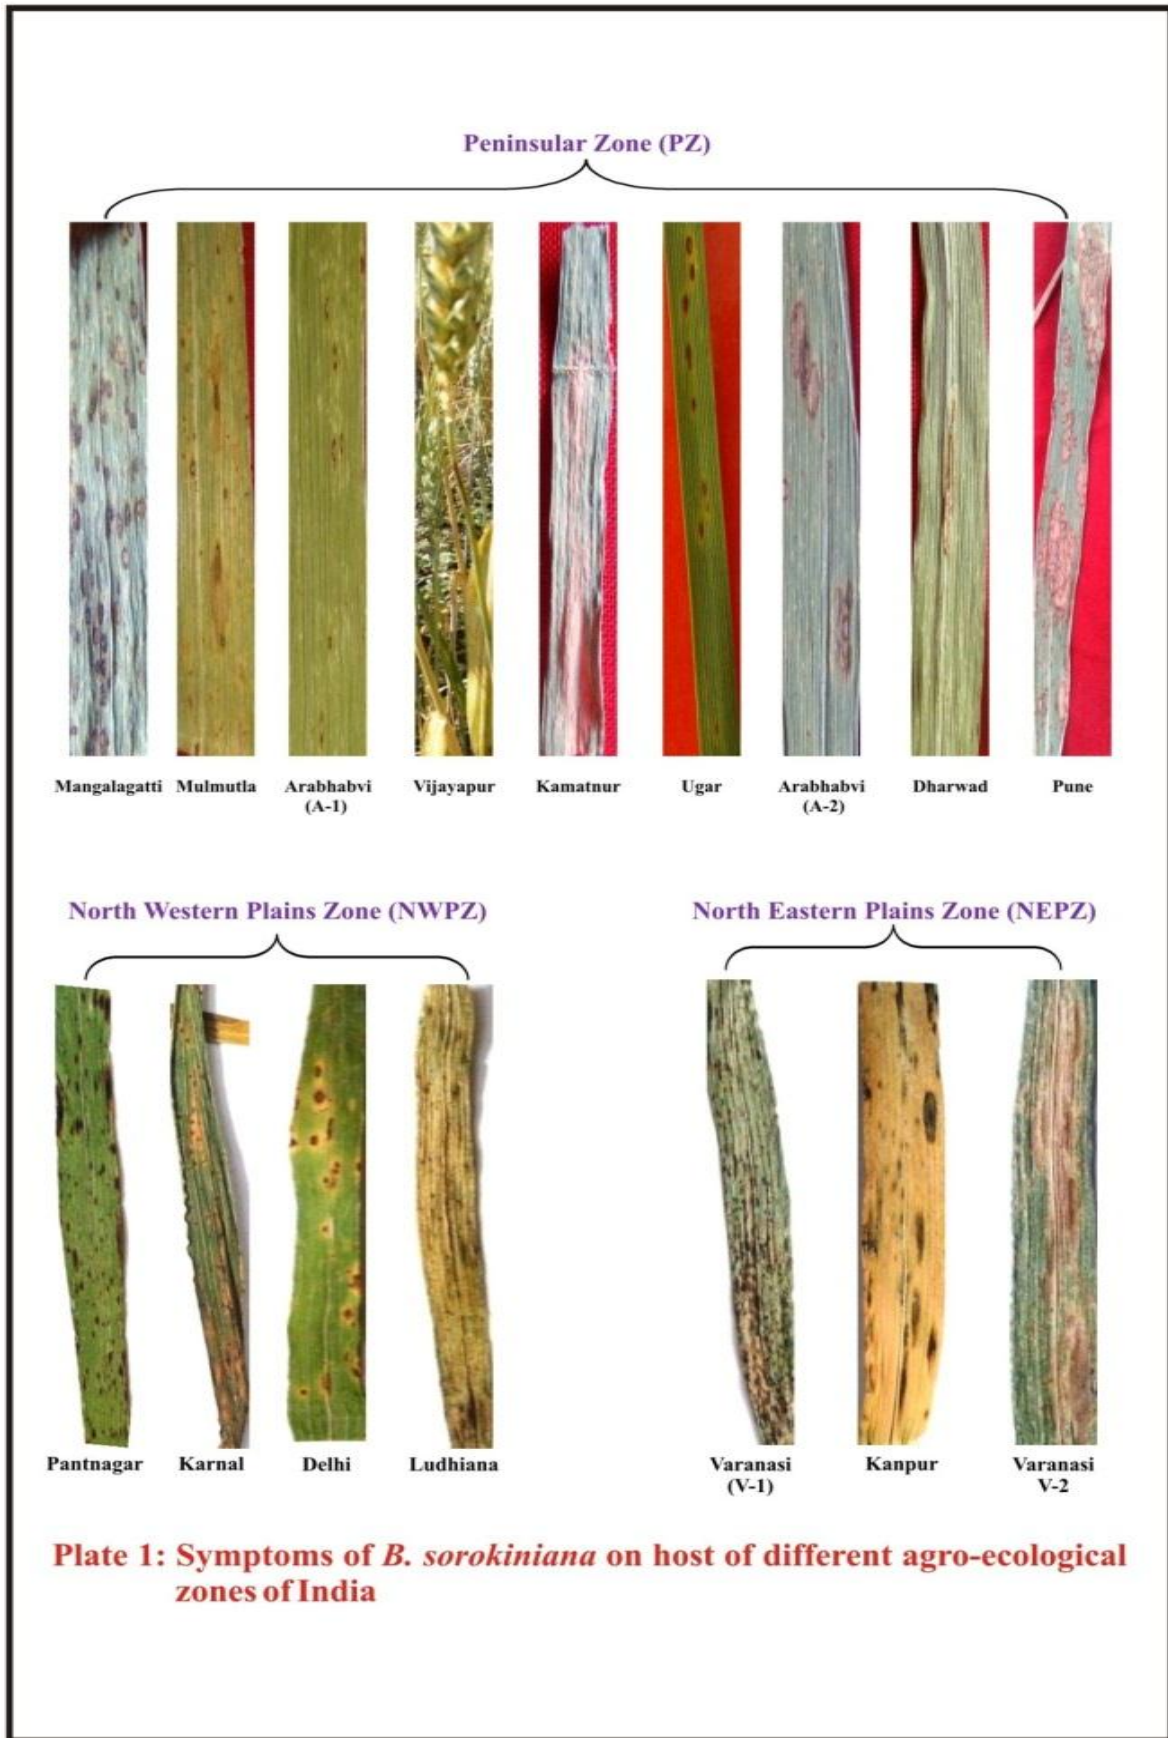 Peninsular Zone (PZ)
Mangalagatti Mulmutla Arabhabvi Vijayapur Kamatnur Ugar Arabhabvi Dharwad Pune
(A-1) (A-2)
North Western Plains Zone (NWPZ) North Eastern Plains Zone (NEPZ)
Pantnagar Karnal Delhi Ludhiana Varanasi Kanpur Varanasi
(V-1) V-2
Plate 1: Symptoms of B. sorokiniana on host of different agro-ecological
zones of India